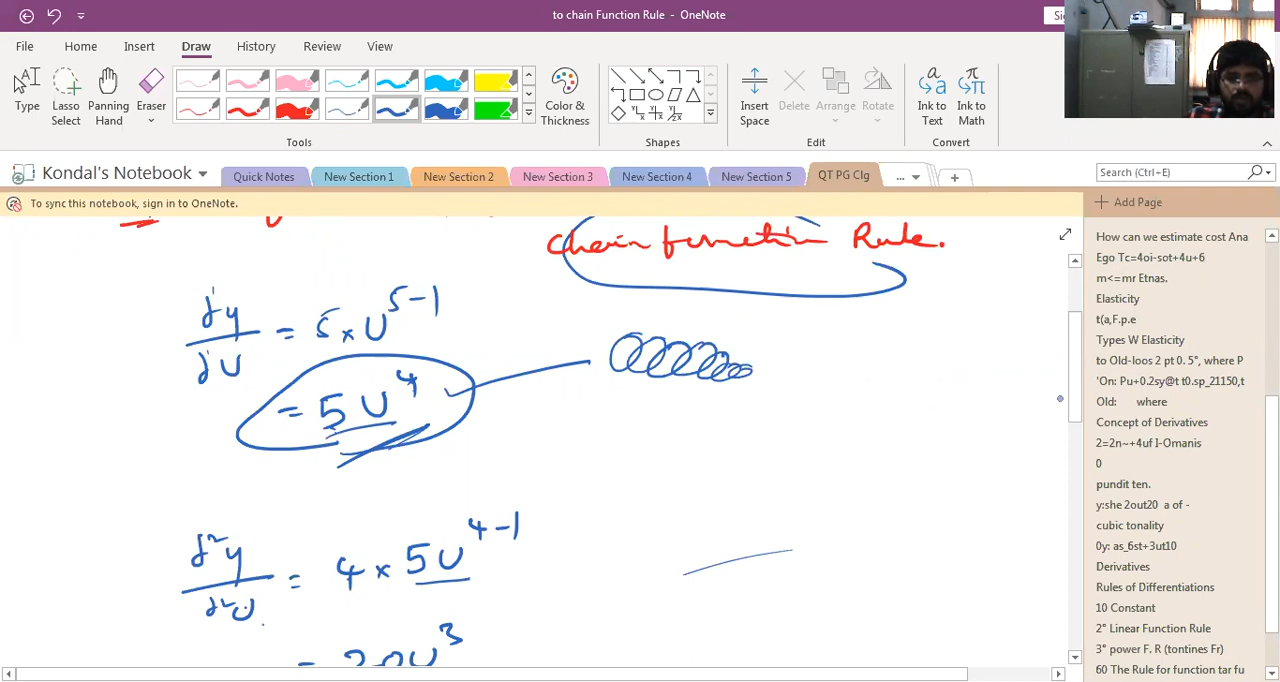 to chain Function Rule - OneNote
File Home Insert Draw History Review View
Type
Lasso Select
Panning Hand
Eraser
Color & Thickness
Insert Space
Delete
Arrange
Rotate
Ink to Text
Ink to Math
Tools
Shapes
Edit
Convert
Kondal's Notebook
Quick Notes
New Section 1
New Section 2
New Section 3
New Section 4
New Section 5
QT PG Clg
...
Search (Ctrl+E)
To sync this notebook, sign in to OneNote.
Add Page
chain function Rule.
dy/du = 5 × U^5-1
= 5U^4
d²y/d²u = 4 × 5U^4-1
= 20U^3
How can we estimate cost Ana
Ego Tc=4oi-sot+4u+6
m<=mr Etnas.
Elasticity
t(a,F.p.e
Types W Elasticity
to Old-loos 2 pt 0. 5°, where P
'On: Pu+0.2sy@t t0.sp_21150,t
Old: where
Concept of Derivatives
2=2n~+4uf I-Omanis
0
pundit ten.
y:she 2out20 a of -
cubic tonality
0y: as_6st+3ut10
Derivatives
Rules of Differentiations
10 Constant
2° Linear Function Rule
3° power F. R (tontines Fr)
60 The Rule for function tar fu